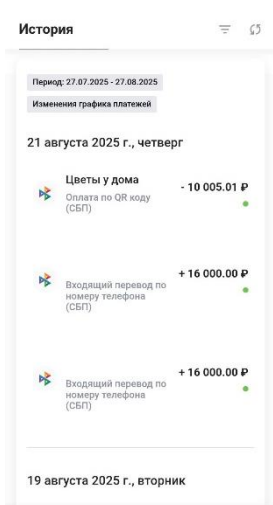 История
Период: 27.07.2025 - 27.08.2025
Изменения графика платежей
21 августа 2025 г., четверг
Цветы у дома
- 10 005.01 ₽
Оплата по QR коду
(СБП)
+ 16 000.00 ₽
Входящий перевод по
номеру телефона
(СБП)
+ 16 000.00 ₽
Входящий перевод по
номеру телефона
(СБП)
19 августа 2025 г., вторник